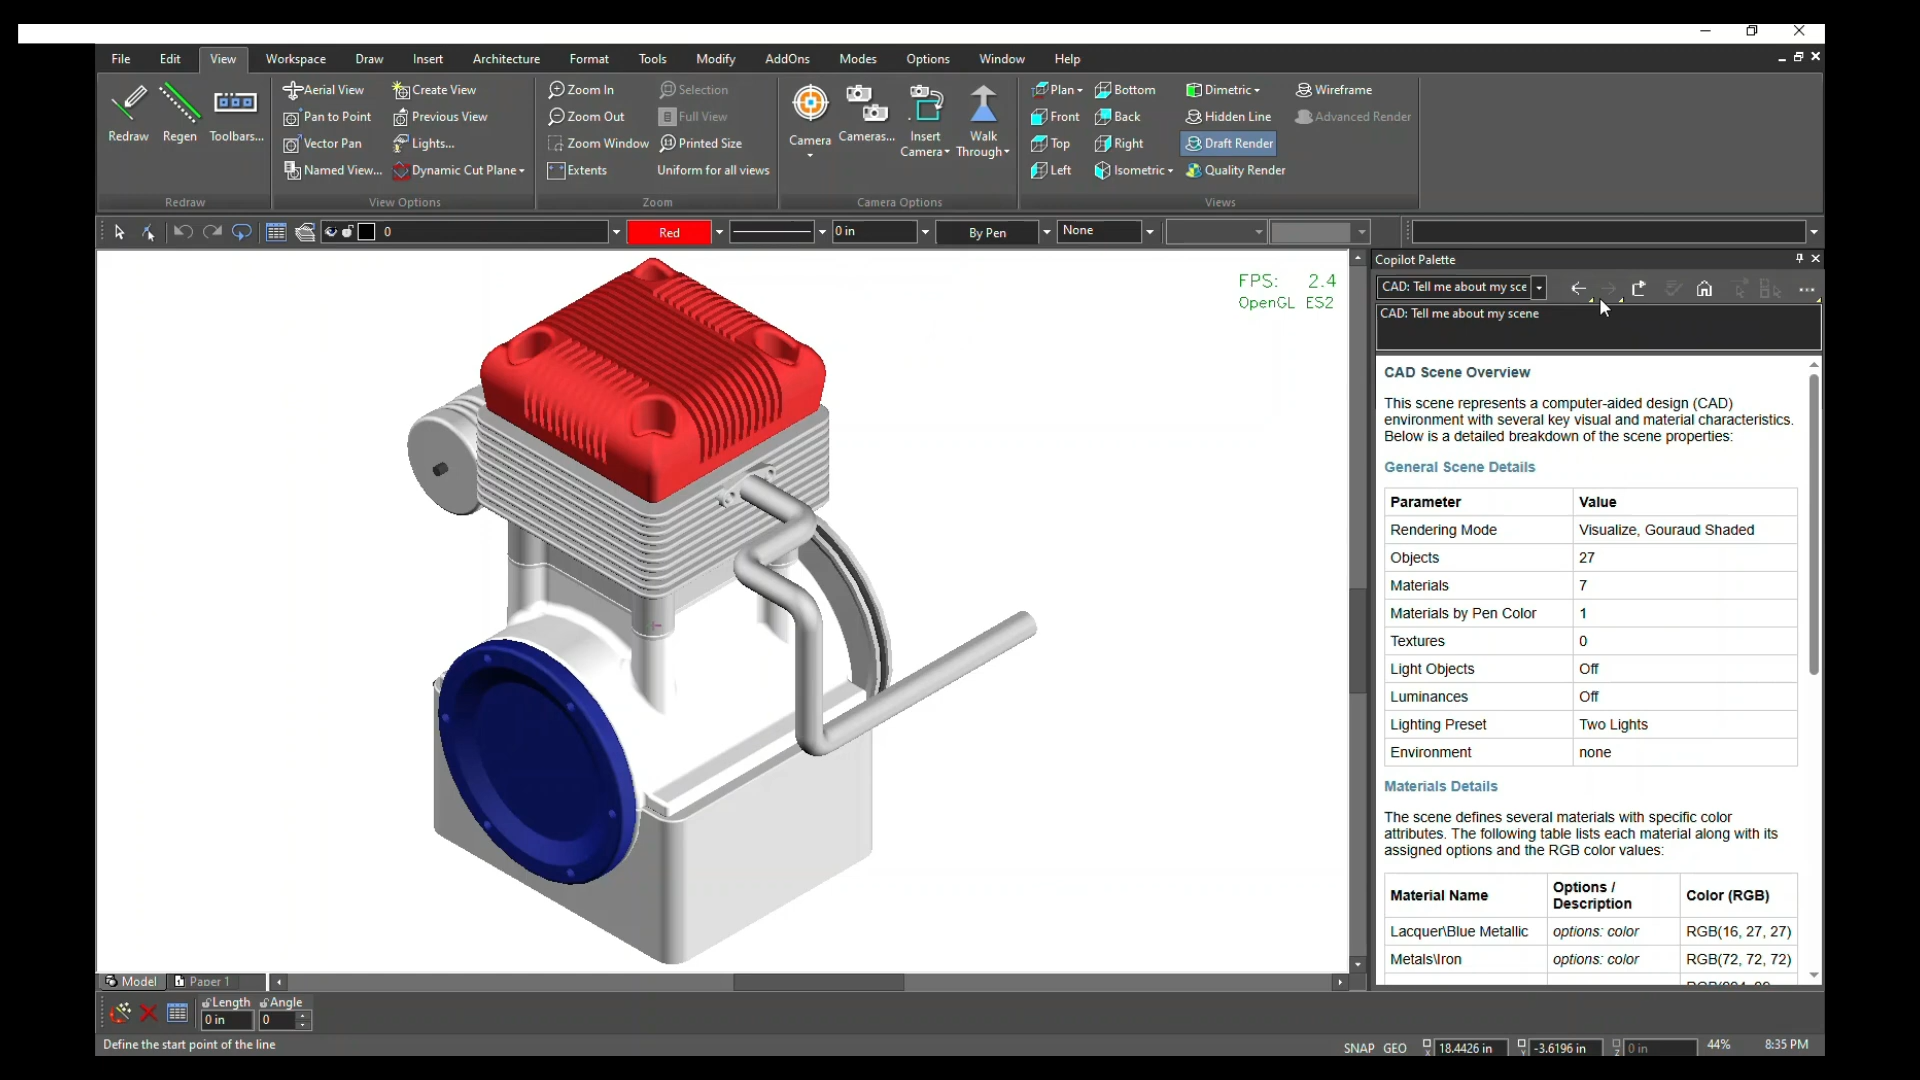 File Edit View Workspace Draw Insert Architecture Format Tools Modify AddOns Modes Options Window Help
Redraw
Regen
Toolbars...
Redraw
Aerial View
Pan to Point
Vector Pan
Named View...
Create View
Previous View
Lights...
Dynamic Cut Plane
View Options
Zoom In
Zoom Out
Zoom Window
Extents
Selection
Full View
Printed Size
Uniform for all views
Zoom
Camera
Cameras...
Insert
Camera
Walk
Through
Camera Options
Plan
Front
Top
Left
Bottom
Back
Right
Isometric
Dimetric
Hidden Line
Draft Render
Quality Render
Wireframe
Advanced Render
Views
0 Red 0 in By Pen None
FPS: 2.4
OpenGL ES2
Copilot Palette
CAD: Tell me about my sce
CAD: Tell me about my scene
CAD Scene Overview
This scene represents a computer-aided design (CAD)
environment with several key visual and material characteristics.
Below is a detailed breakdown of the scene properties:
General Scene Details
Parameter Value
Rendering Mode Visualize, Gouraud Shaded
Objects 27
Materials 7
Materials by Pen Color 1
Textures 0
Light Objects Off
Luminances Off
Lighting Preset Two Lights
Environment none
Materials Details
The scene defines several materials with specific color
attributes. The following table lists each material along with its
assigned options and the RGB color values:
Material Name Options / Description Color (RGB)
Lacquer\Blue Metallic options: color RGB(16, 27, 27)
Metals\Iron options: color RGB(72, 72, 72)
Model Paper 1
Length Angle
0 in 0
Define the start point of the line
SNAP GEO X 18.4426 in Y -3.6196 in Z 0 in 44% 8:35 PM